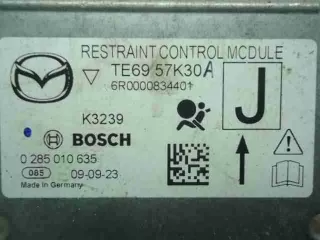 RESTRAINT CONTROL MODULE
TE69 57K30A
6R0000834401
K3239
J
BOSCH
0 285 010 635
085 09-09-23
Made in Germany